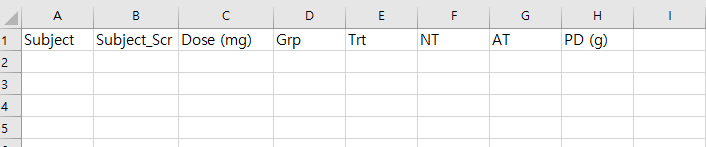 A B C D E F G H I
1 Subject Subject_Scr Dose (mg) Grp Trt NT AT PD (g)
2
3
4
5